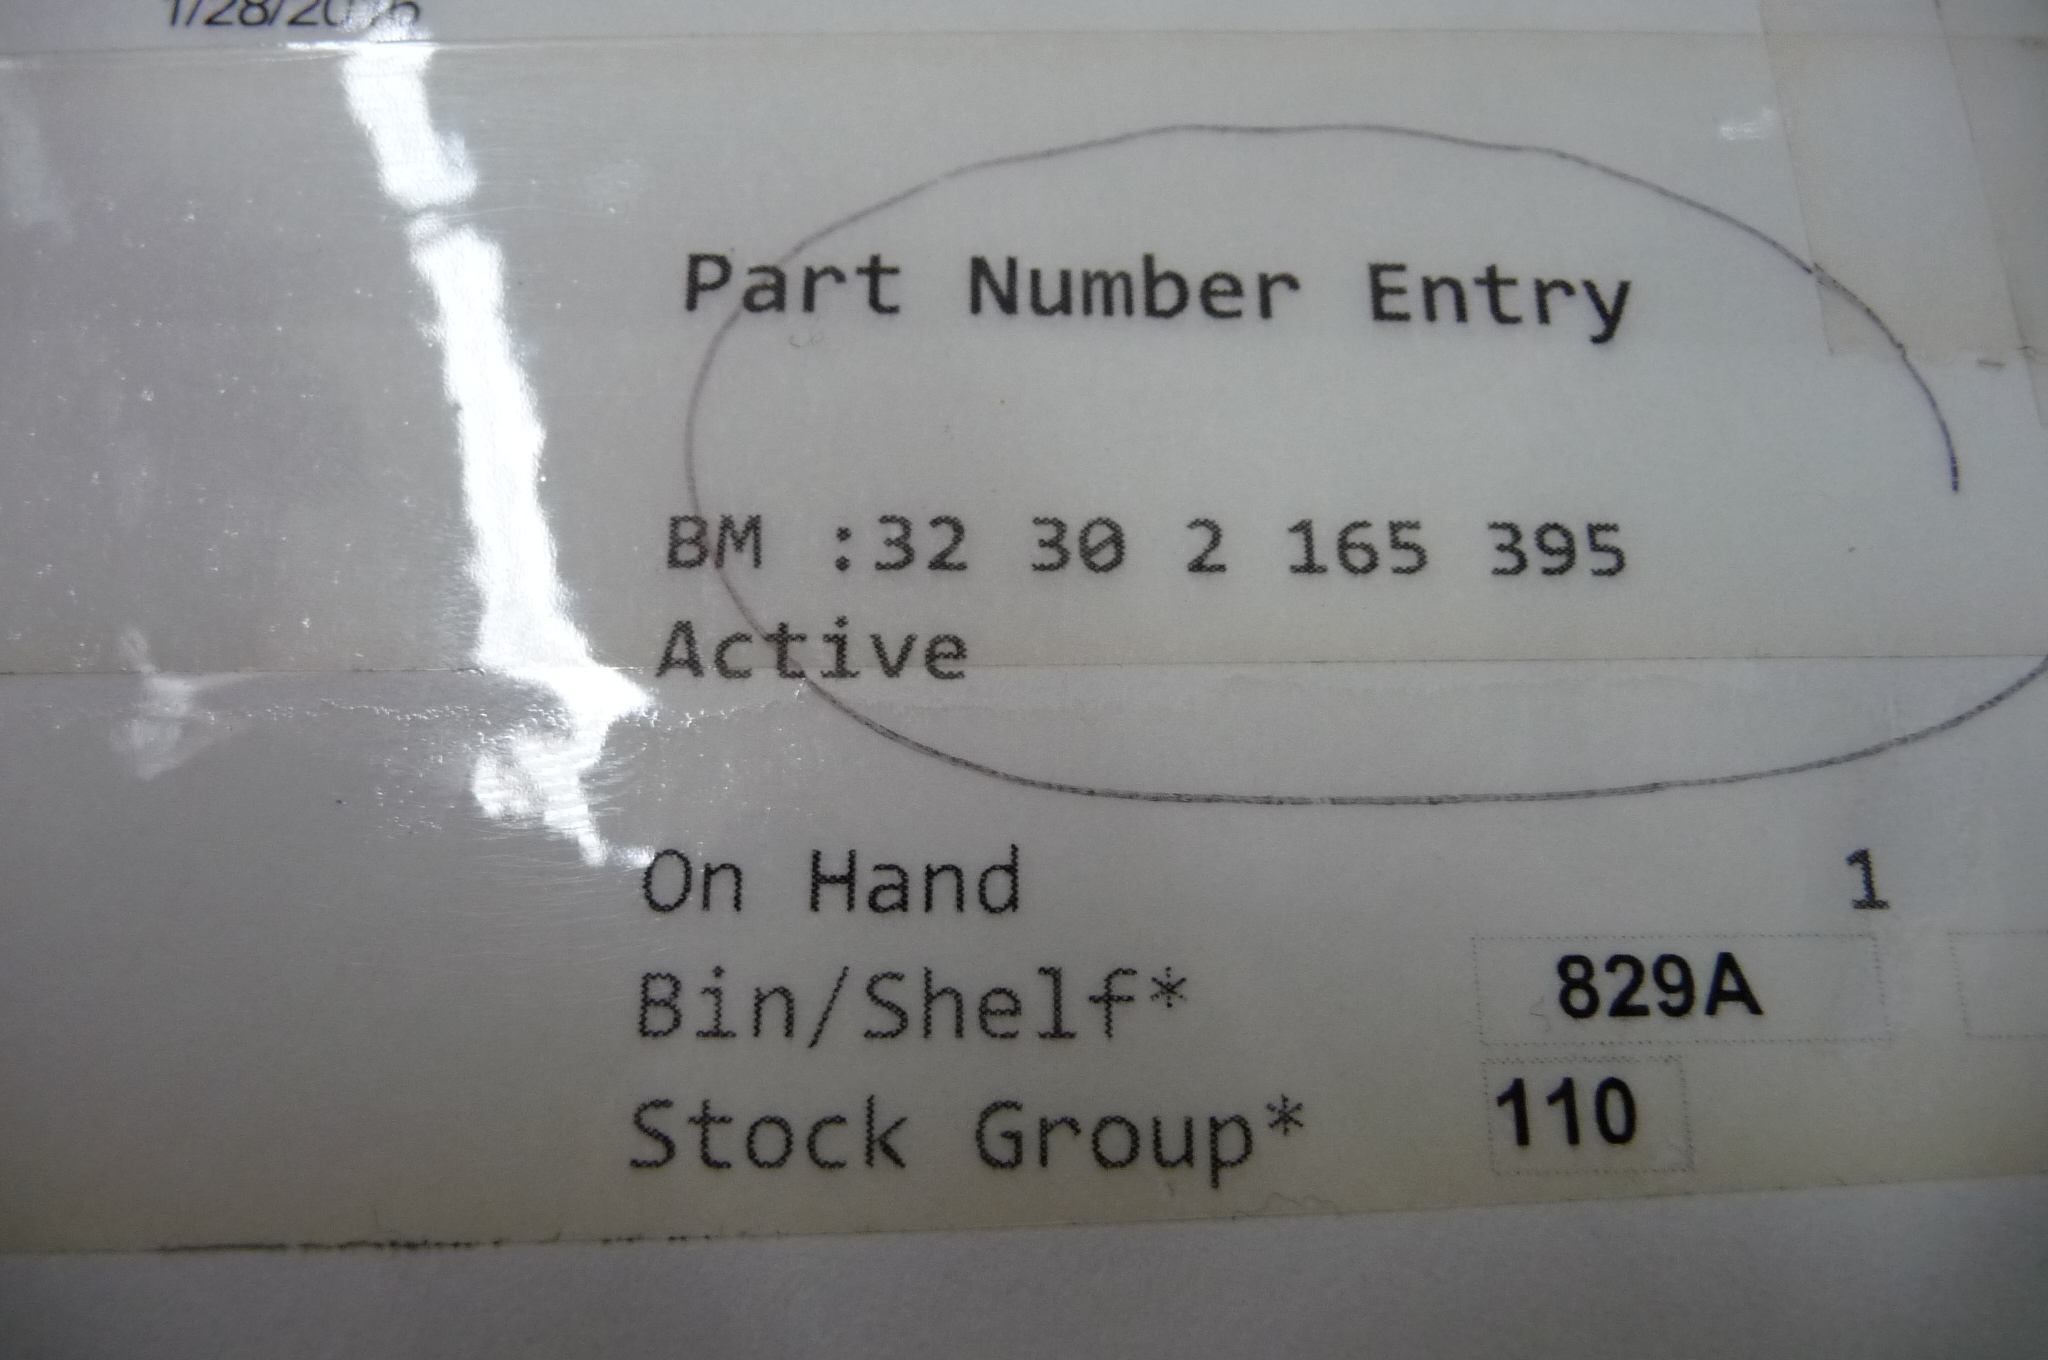 Part Number Entry
BM :32 30 2 165 395
Active
On Hand 1
Bin/Shelf* 829A
Stock Group* 110